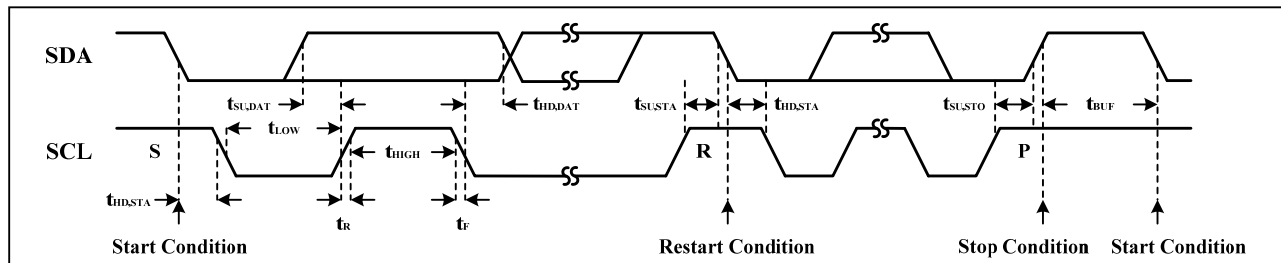 SDA
tSU,DAT
tHD,DAT
tSU,STA
tHD,STA
tSU,STO
tBUF
tLOW
SCL
S
tHIGH
R
P
tHD,STA
tR
tF
Start Condition
Restart Condition
Stop Condition
Start Condition